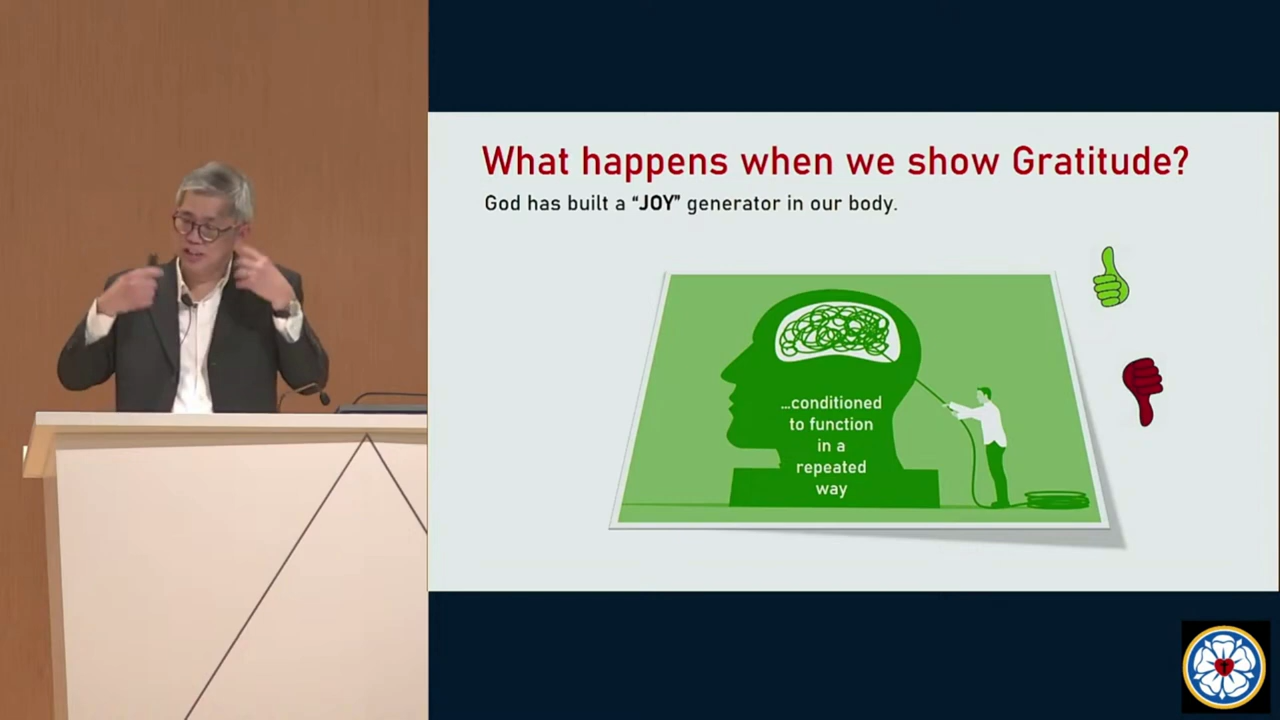 What happens when we show Gratitude?
God has built a “JOY” generator in our body.
...conditioned
to function
in a
repeated
way